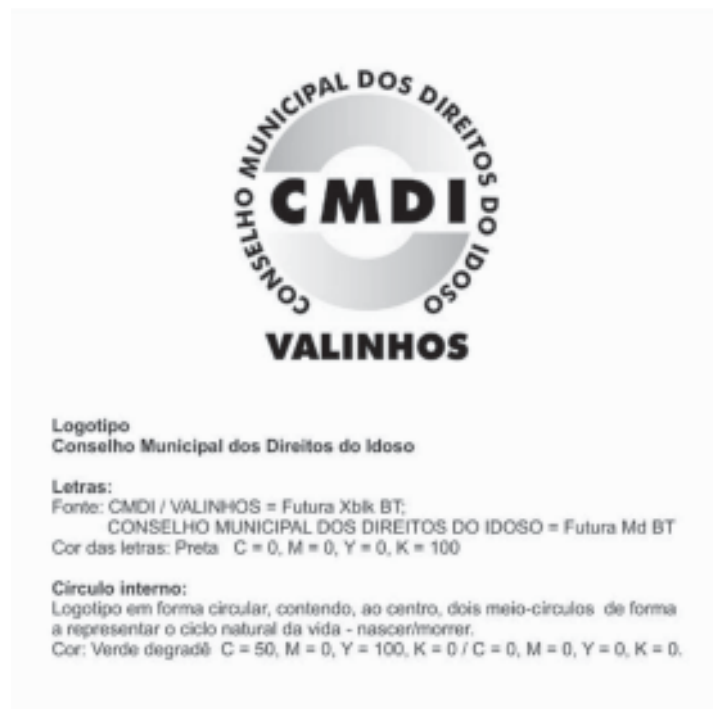 CONSELHO MUNICIPAL DOS DIREITOS DO IDOSO
CMDI
VALINHOS
Logotipo
Conselho Municipal dos Direitos do Idoso
Letras:
Fonte: CMDI / VALINHOS = Futura Xblk BT;
CONSELHO MUNICIPAL DOS DIREITOS DO IDOSO = Futura Md BT
Cor das letras: Preta C = 0, M = 0, Y = 0, K = 100
Círculo interno:
Logotipo em forma circular, contendo, ao centro, dois meio-círculos de forma
a representar o ciclo natural da vida - nascer/morrer.
Cor: Verde degradê C = 50, M = 0, Y = 100, K = 0 / C = 0, M = 0, Y = 0, K = 0.